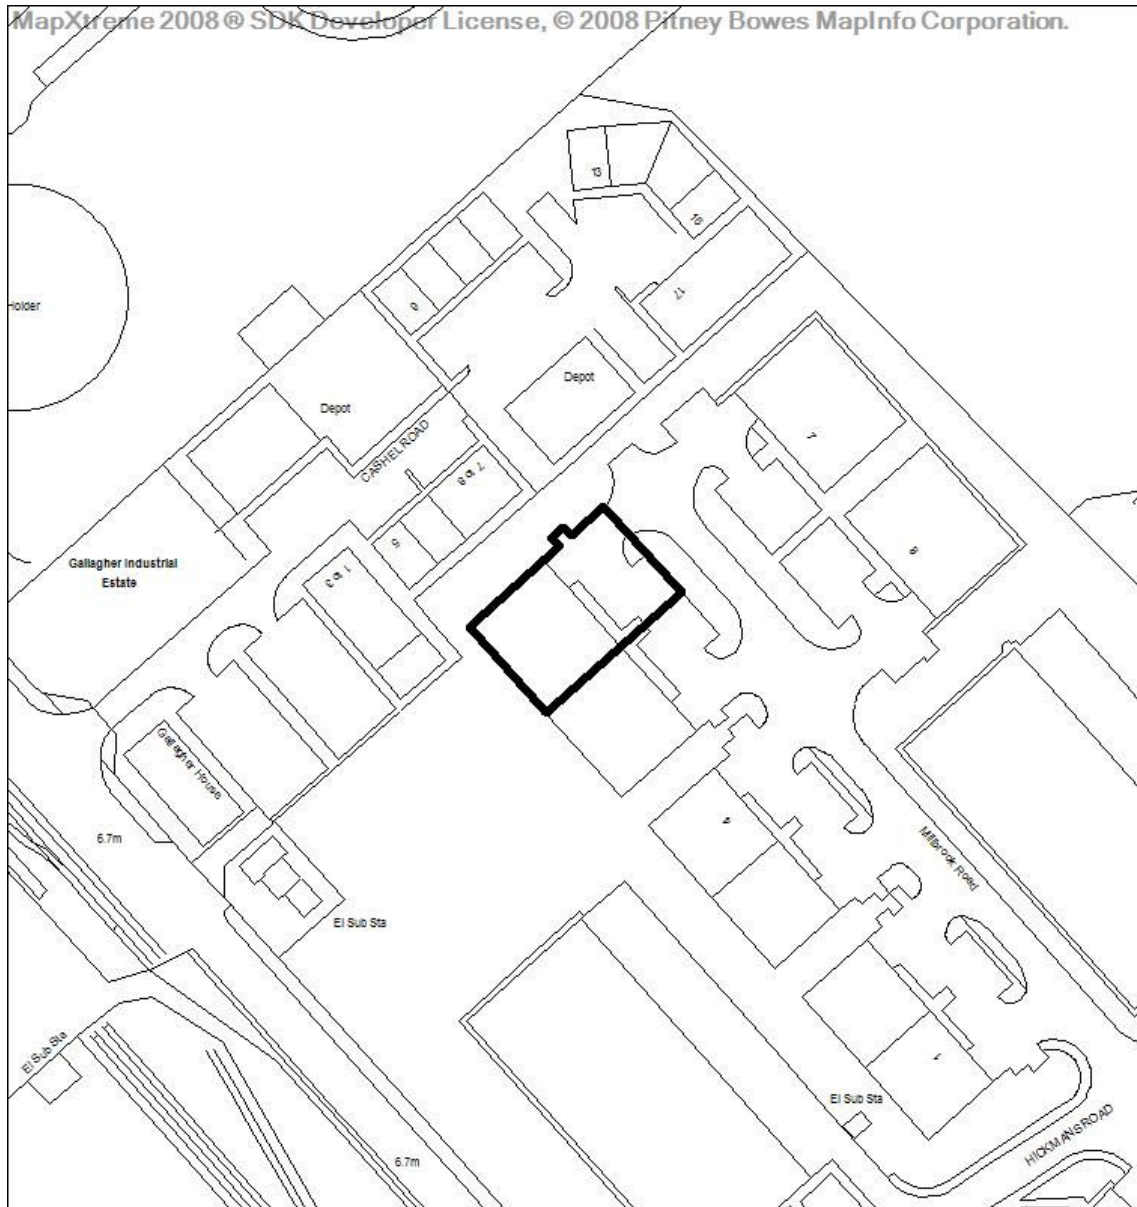 MapXtreme 2008 ® SDK Developer License, © 2008 Pitney Bowes MapInfo Corporation.
13
16
Holder
9
17
Depot
Depot
CASHEL ROAD
7
7 to 8
5
8
Gallagher Industrial
Estate
1 to 3
Gallagher House
6.7m
4
Millbrook Road
El Sub Sta
El Sub Sta
1
El Sub Sta
HICKMANS ROAD
6.7m